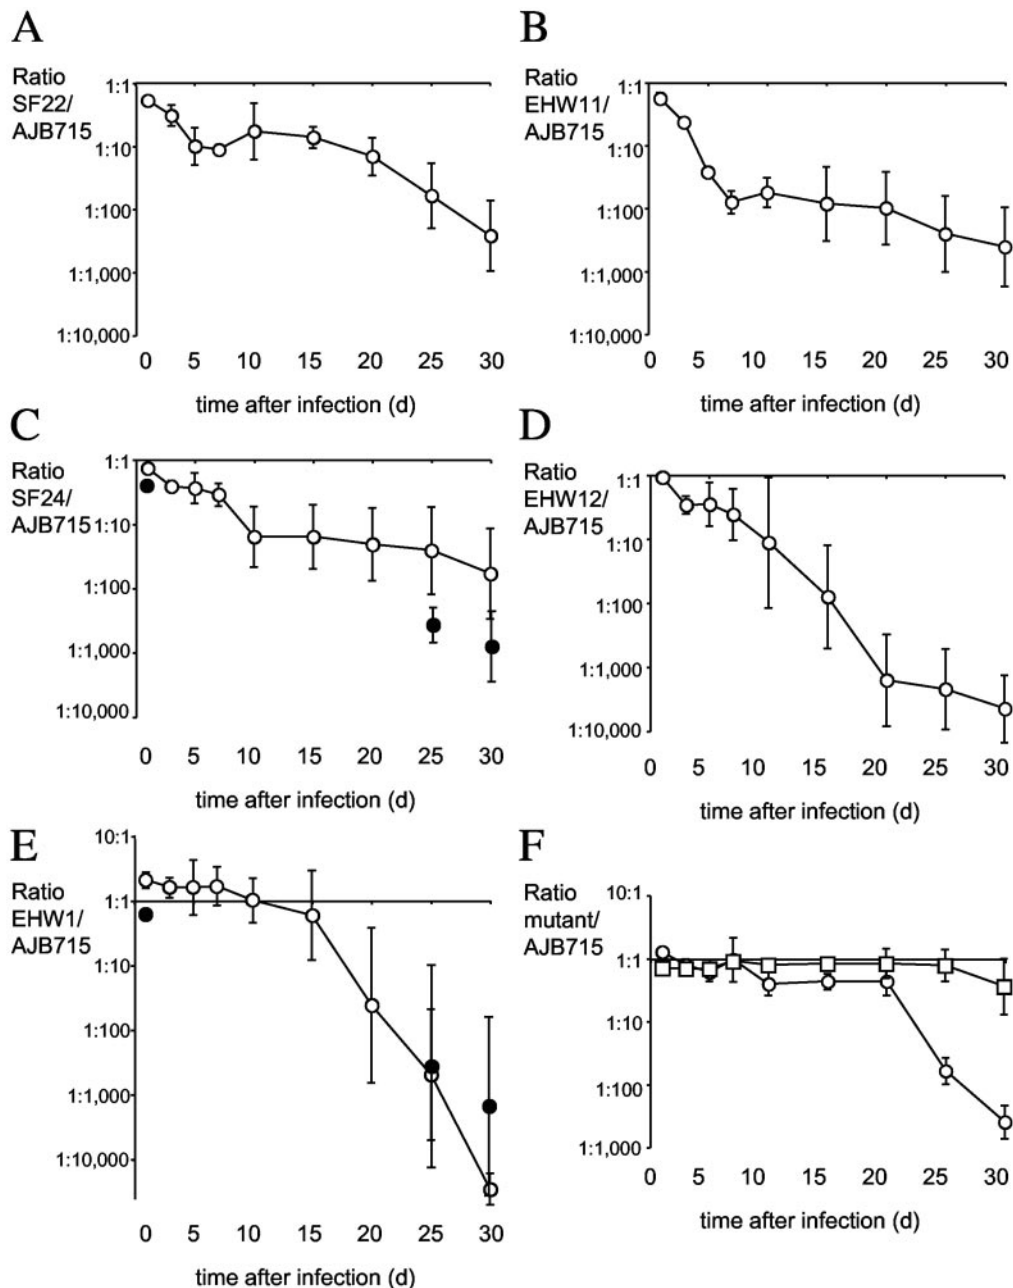 A
Ratio
SF22/
AJB715
1:1
1:10
1:100
1:1,000
1:10,000
0 5 10 15 20 25 30
time after infection (d)
B
Ratio
EHW11/
AJB715
1:1
1:10
1:100
1:1,000
1:10,000
0 5 10 15 20 25 30
time after infection (d)
C
Ratio
SF24/
AJB715
1:1
1:10
1:100
1:1,000
1:10,000
0 5 10 15 20 25 30
time after infection (d)
D
Ratio
EHW12/
AJB715
1:1
1:10
1:100
1:1,000
1:10,000
0 5 10 15 20 25 30
time after infection (d)
E
Ratio
EHW1/
AJB715
10:1
1:1
1:10
1:100
1:1,000
1:10,000
0 5 10 15 20 25 30
time after infection (d)
F
Ratio
mutant/
AJB715
10:1
1:1
1:10
1:100
1:1,000
0 5 10 15 20 25 30
time after infection (d)